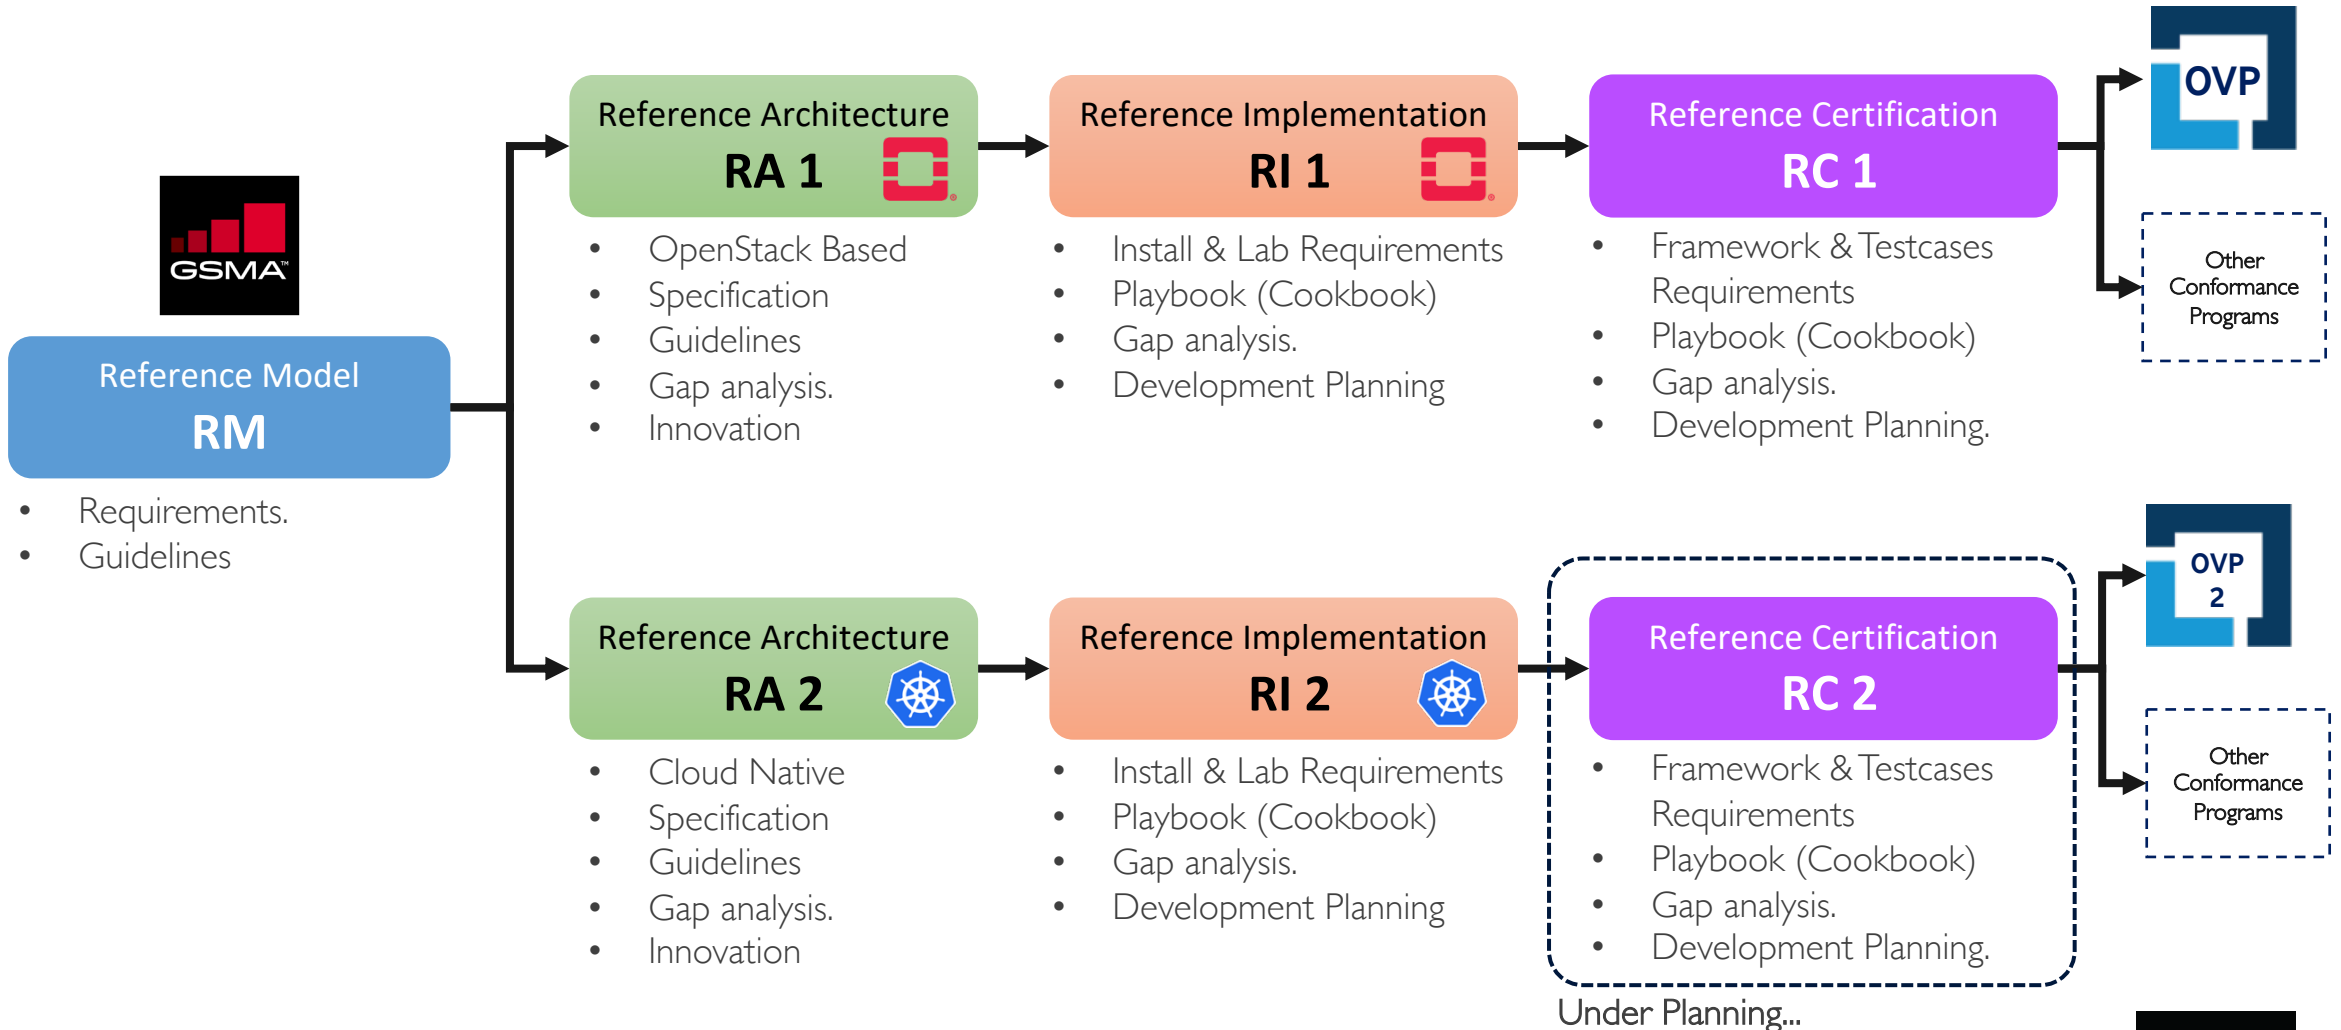 GSMA™
Reference Model
RM
• Requirements.
• Guidelines
Reference Architecture
RA 1
®
• OpenStack Based
• Specification
• Guidelines
• Gap analysis.
• Innovation
Reference Implementation
RI 1
®
• Install & Lab Requirements
• Playbook (Cookbook)
• Gap analysis.
• Development Planning
Reference Certification
RC 1
• Framework & Testcases
Requirements
• Playbook (Cookbook)
• Gap analysis.
• Development Planning.
OVP
Other
Conformance
Programs
Reference Architecture
RA 2
• Cloud Native
• Specification
• Guidelines
• Gap analysis.
• Innovation
Reference Implementation
RI 2
• Install & Lab Requirements
• Playbook (Cookbook)
• Gap analysis.
• Development Planning
Reference Certification
RC 2
• Framework & Testcases
Requirements
• Playbook (Cookbook)
• Gap analysis.
• Development Planning.
Under Planning...
OVP
2
Other
Conformance
Programs